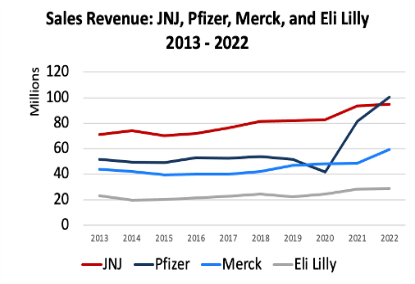 Sales Revenue: JNJ, Pfizer, Merck, and Eli Lilly
2013 - 2022
Millions
120
100
80
60
40
20
0
2013 2014 2015 2016 2017 2018 2019 2020 2021 2022
JNJ Pfizer Merck Eli Lilly